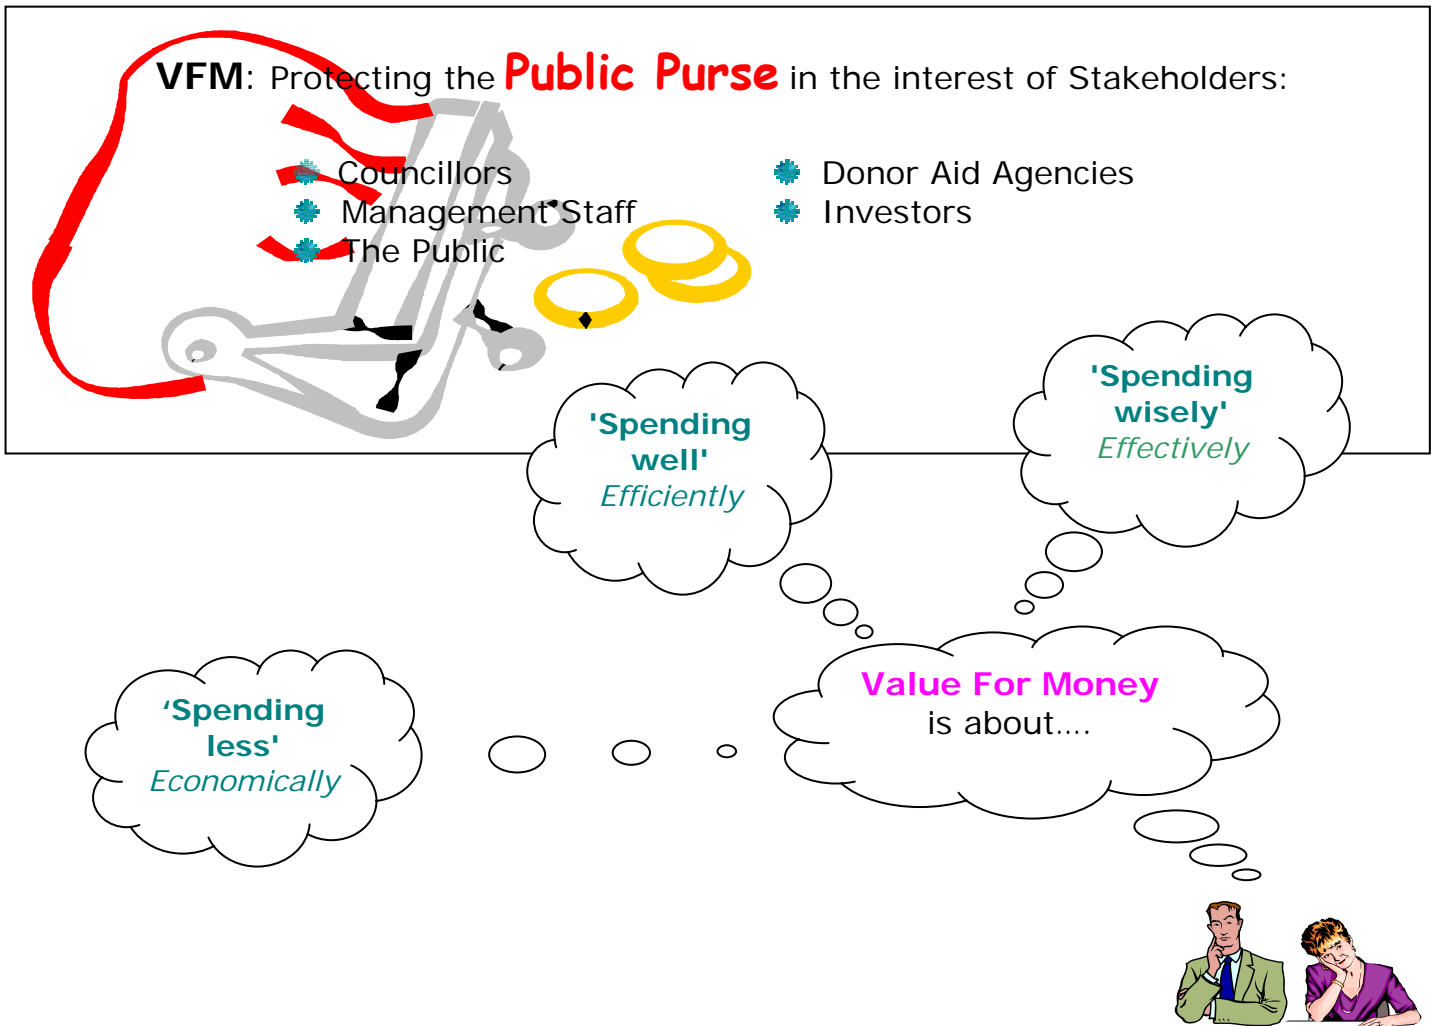 VFM: Protecting the Public Purse in the interest of Stakeholders:
Councillors
Management Staff
The Public
Donor Aid Agencies
Investors
'Spending
well'
Efficiently
'Spending
wisely'
Effectively
‘Spending
less'
Economically
Value For Money
is about....